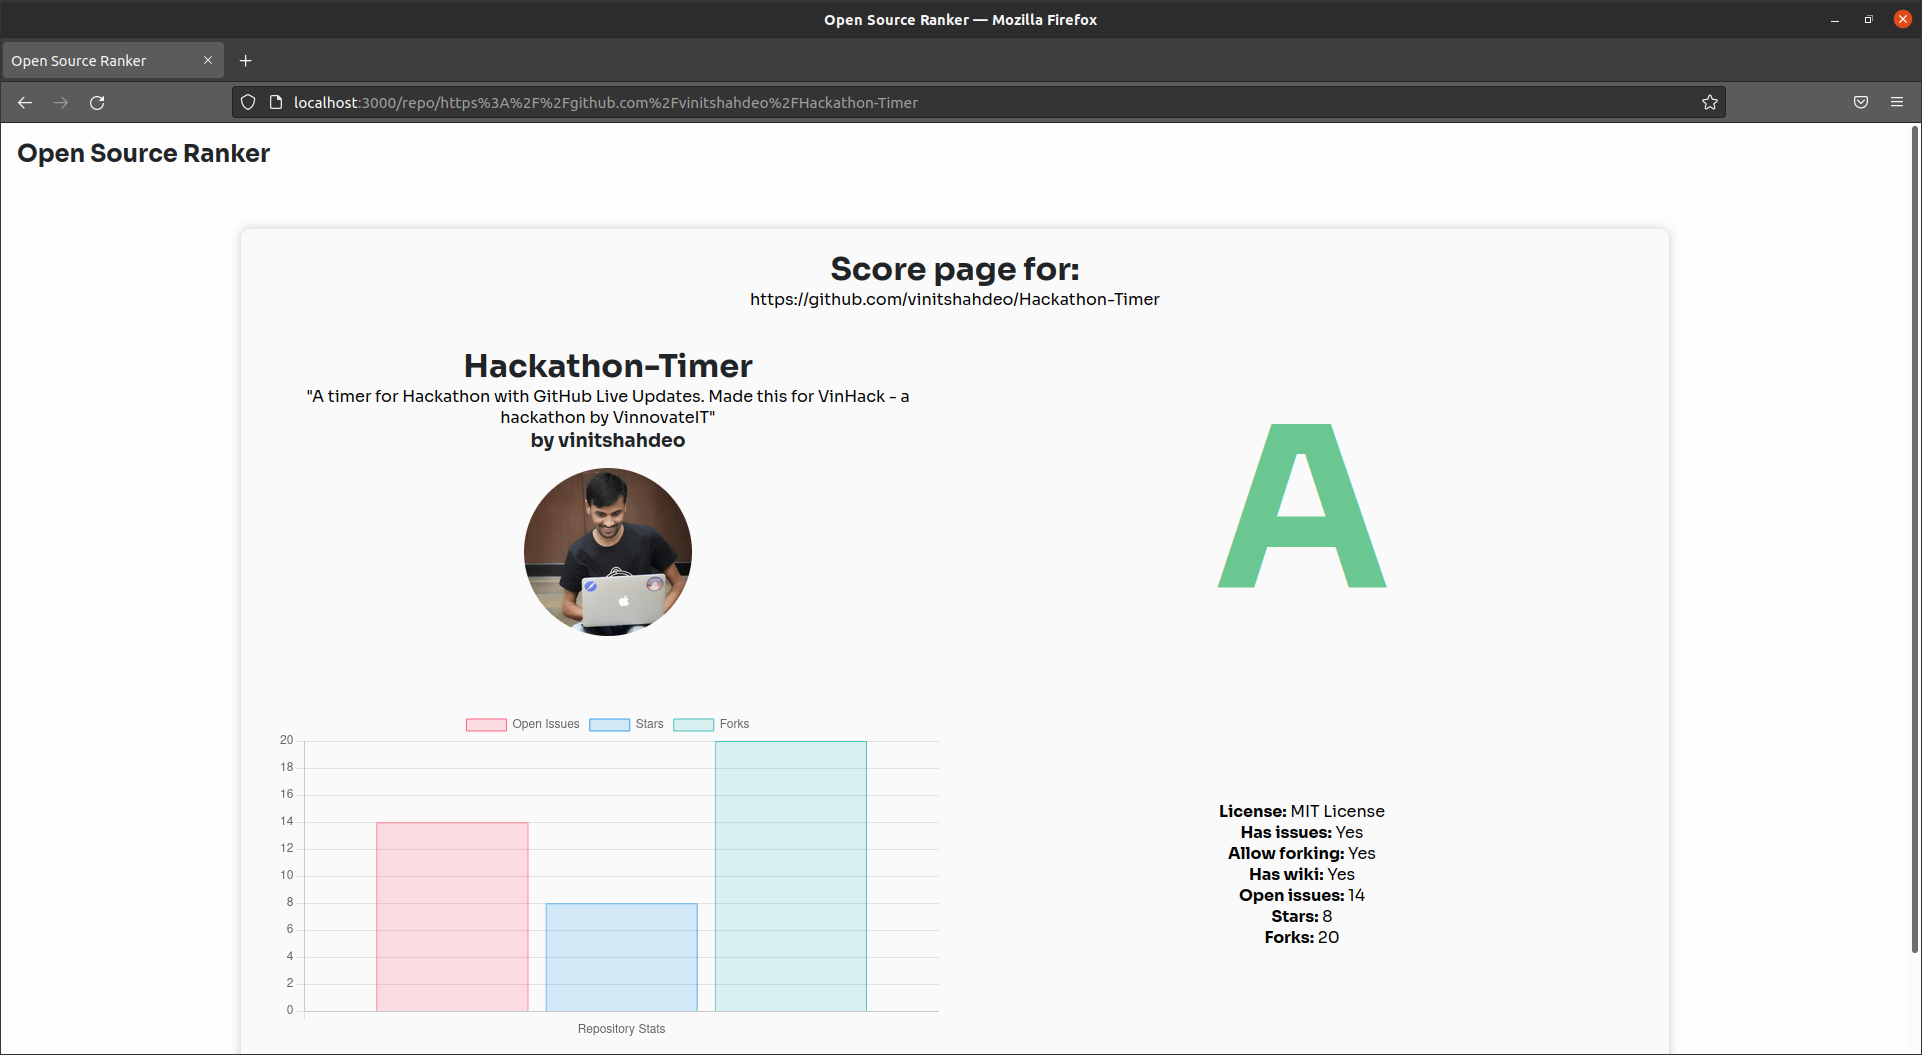 Open Source Ranker — Mozilla Firefox
Open Source Ranker
localhost:3000/repo/https%3A%2F%2Fgithub.com%2Fvinitshahdeo%2FHackathon-Timer
Open Source Ranker
Score page for:
https://github.com/vinitshahdeo/Hackathon-Timer
Hackathon-Timer
"A timer for Hackathon with GitHub Live Updates. Made this for VinHack - a
hackathon by VinnovateIT"
by vinitshahdeo
A
Open Issues Stars Forks
20
18
16
14
12
10
8
6
4
2
0
Repository Stats
License: MIT License
Has issues: Yes
Allow forking: Yes
Has wiki: Yes
Open issues: 14
Stars: 8
Forks: 20